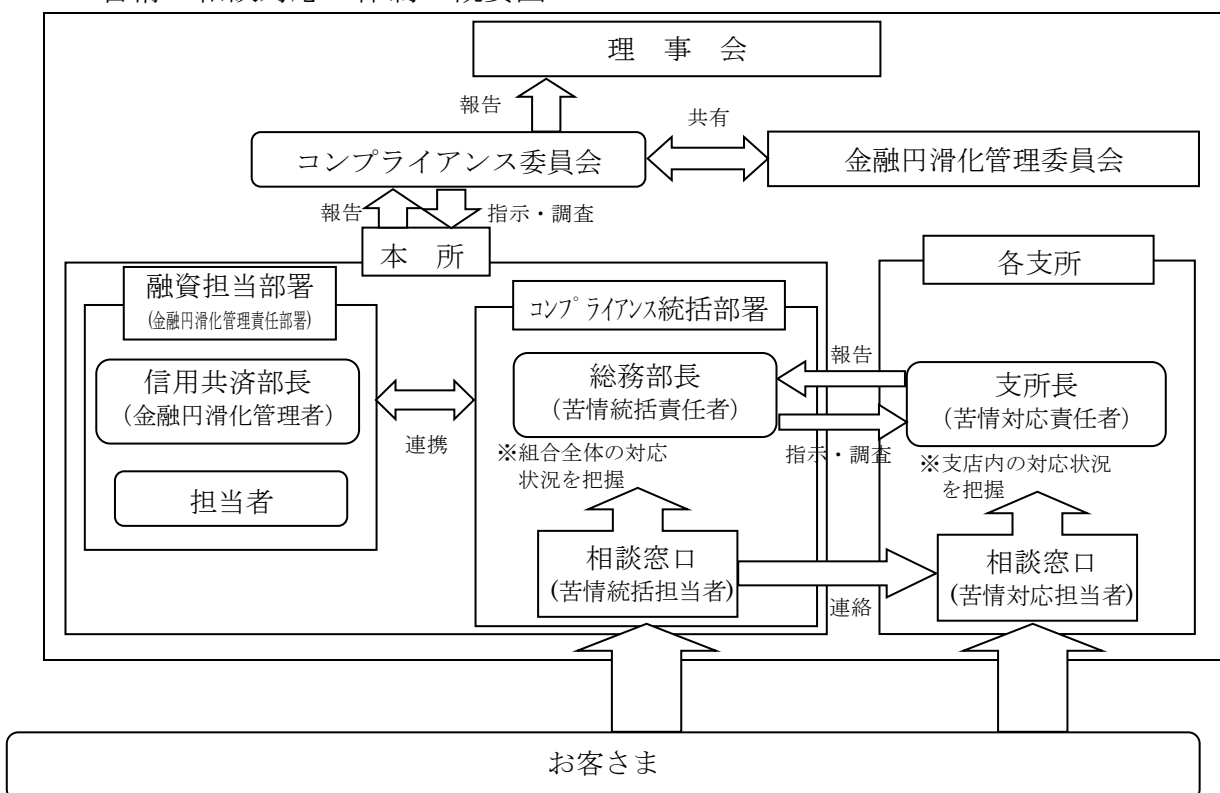 理 事 会
報告
共有
コンプライアンス委員会
金融円滑化管理委員会
報告
指示・調査
本 所
各支所
融資担当部署
(金融円滑化管理責任部署)
コンプライアンス統括部署
信用共済部長
(金融円滑化管理者)
連携
総務部長
(苦情統括責任者)
報告
指示・調査
支所長
(苦情対応責任者)
※組合全体の対応
状況を把握
※支店内の対応状況
を把握
担当者
相談窓口
(苦情統括担当者)
連絡
相談窓口
(苦情対応担当者)
お客さま